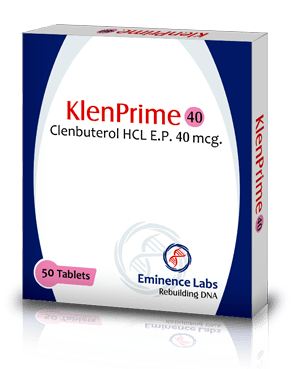 KlenPrime 40
Clenbuterol HCL E.P. 40 mcg.
50 Tablets
Eminence Labs
Rebuilding DNA
KlenPrime 40